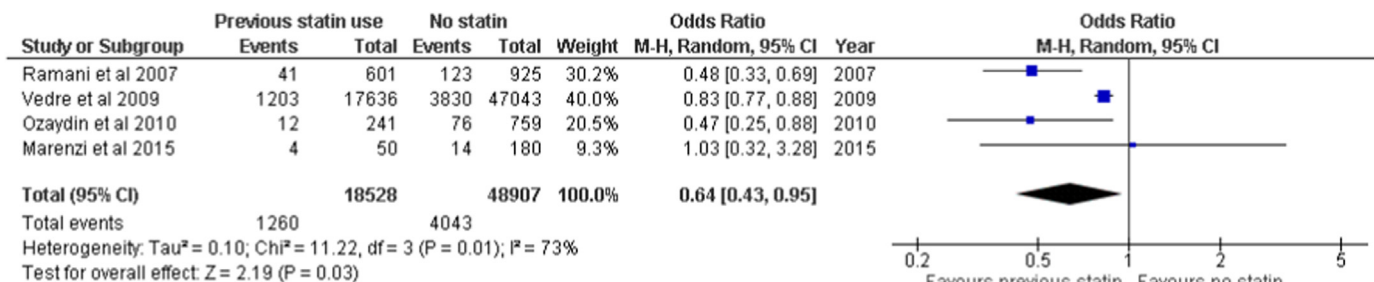 Previous statin use No statin Odds Ratio Odds Ratio
Study or Subgroup Events Total Events Total Weight M-H, Random, 95% CI Year M-H, Random, 95% CI
Ramani et al 2007 41 601 123 925 30.2% 0.48 [0.33, 0.69] 2007
Vedre et al 2009 1203 17636 3830 47043 40.0% 0.83 [0.77, 0.88] 2009
Ozaydin et al 2010 12 241 76 759 20.5% 0.47 [0.25, 0.88] 2010
Marenzi et al 2015 4 50 14 180 9.3% 1.03 [0.32, 3.28] 2015
Total (95% CI) 18528 48907 100.0% 0.64 [0.43, 0.95]
Total events 1260 4043
Heterogeneity: Tau² = 0.10; Chi² = 11.22, df = 3 (P = 0.01); I² = 73%
Test for overall effect: Z = 2.19 (P = 0.03)
0.2 0.5 1 2 5
Favours previous statin Favours no statin